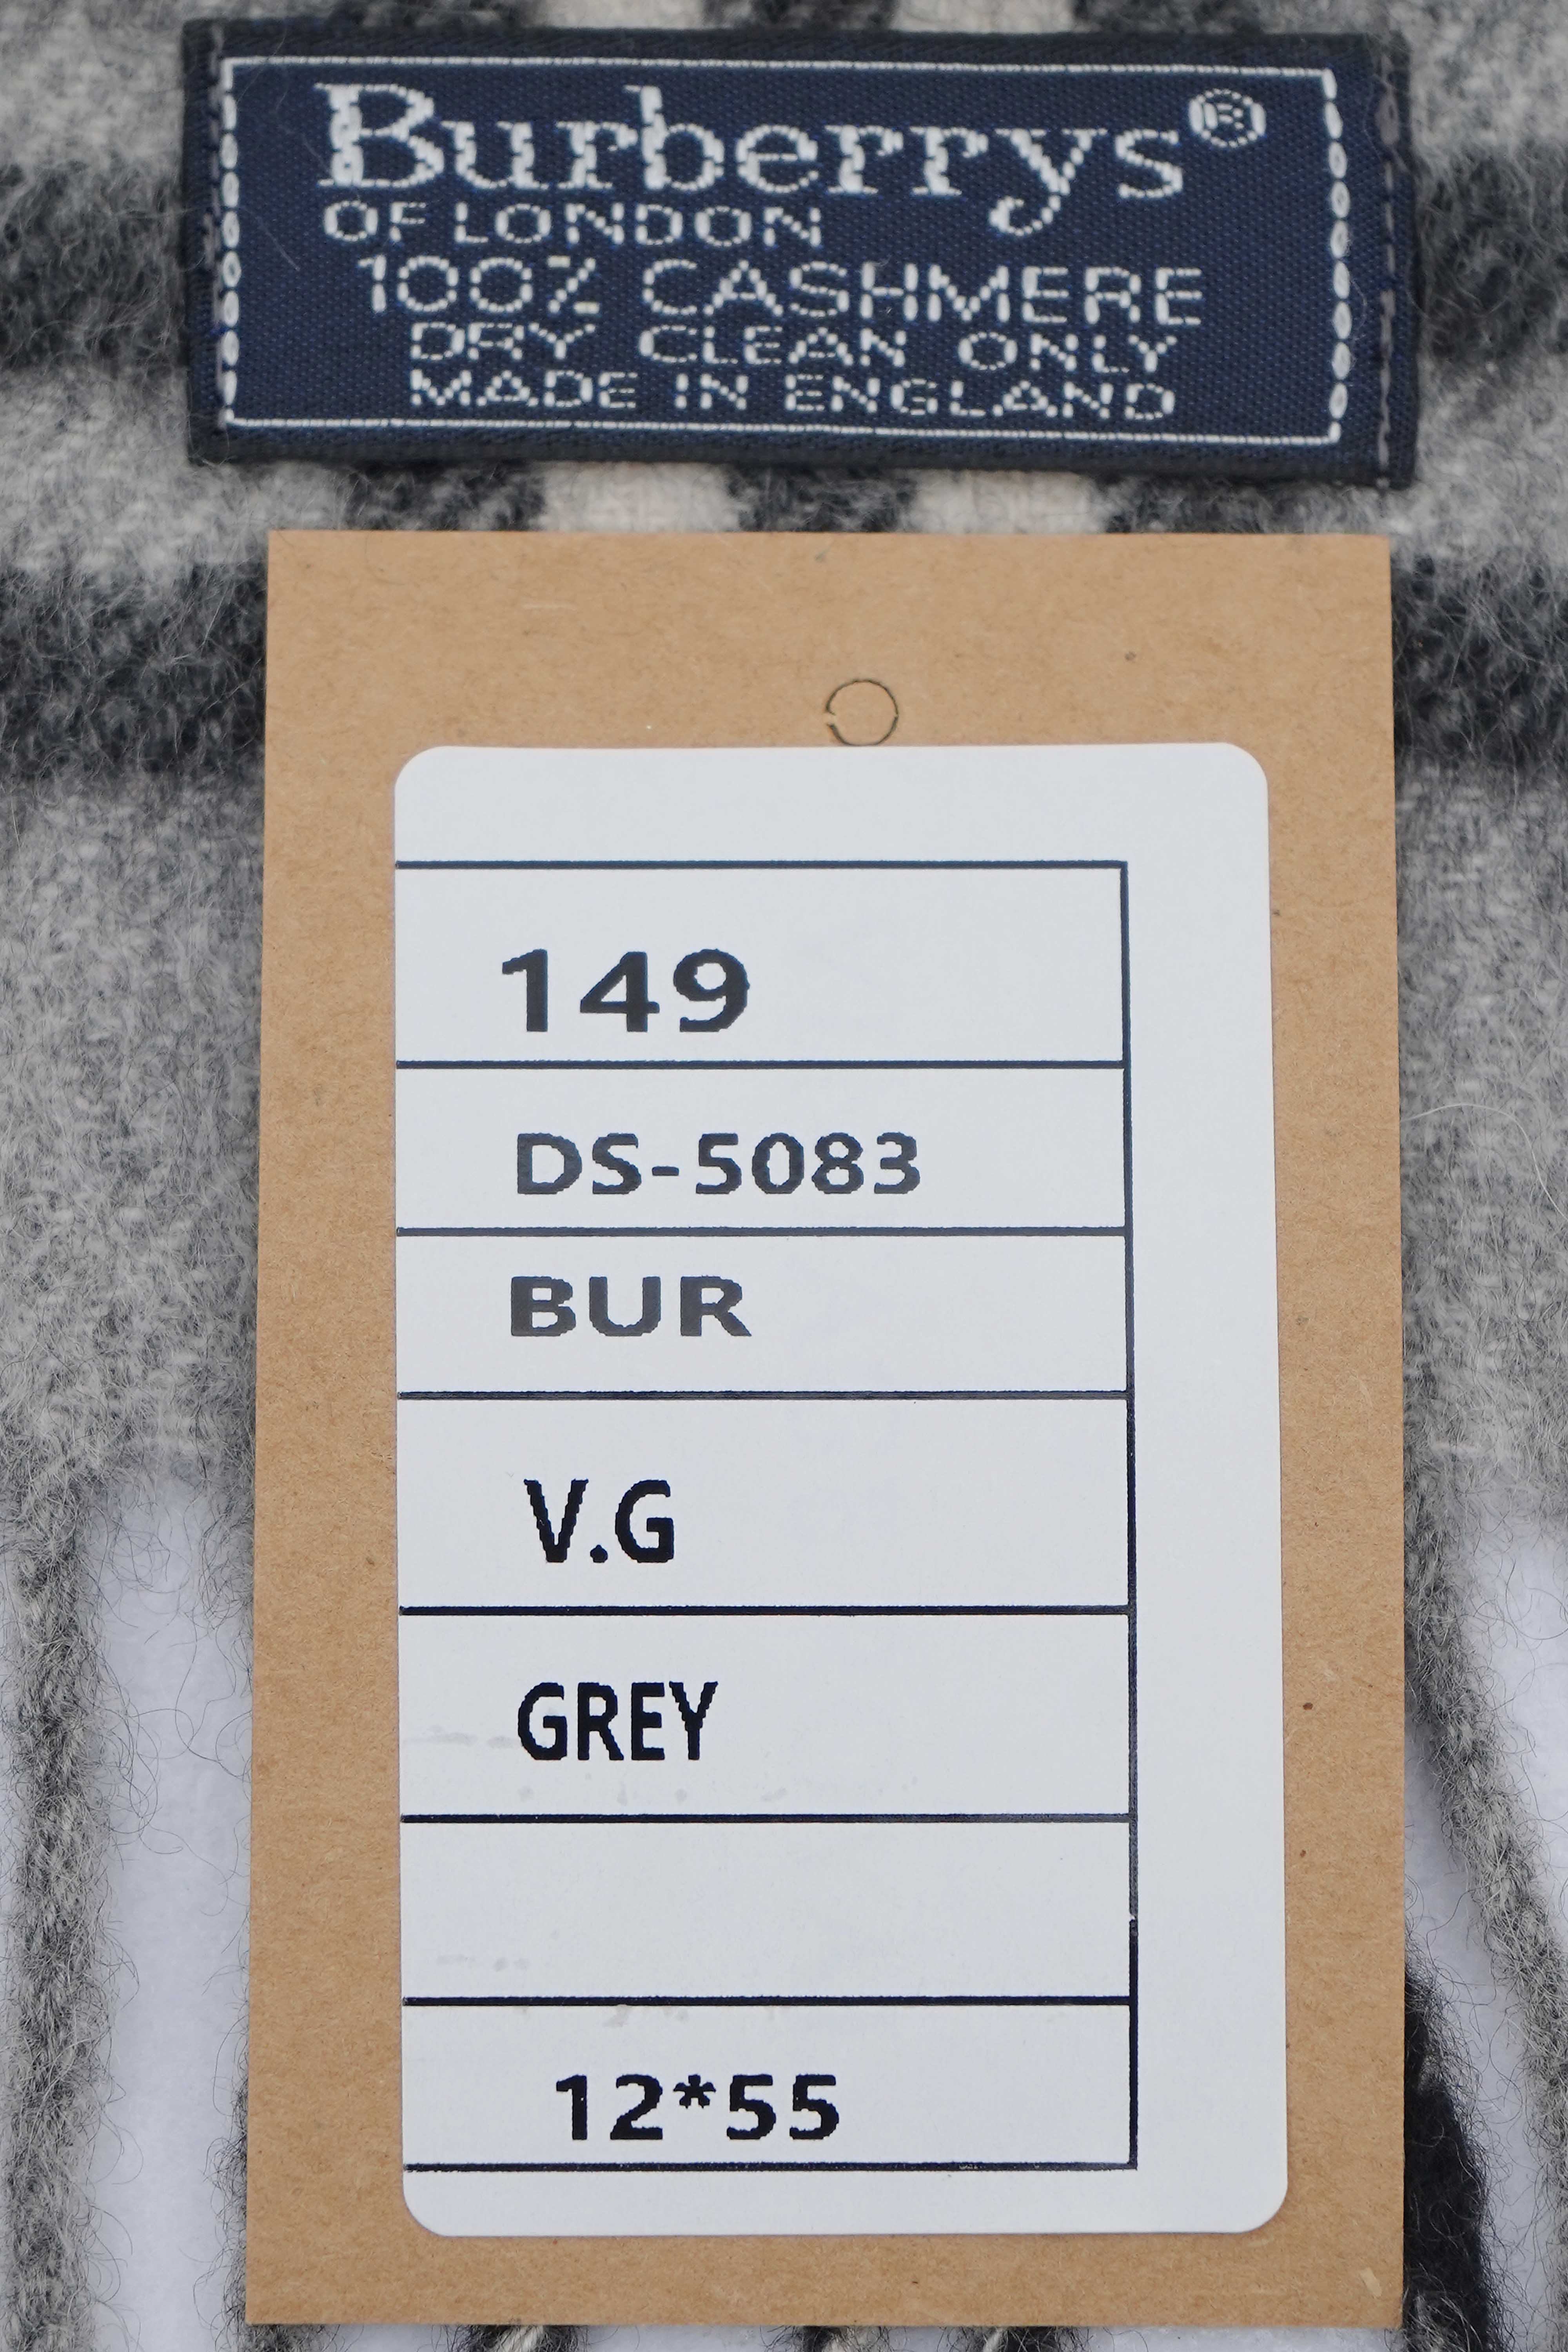 Burberrys®
OF LONDON
100% CASHMERE
DRY CLEAN ONLY
MADE IN ENGLAND
149
DS-5083
BUR
V.G
GREY
12*55